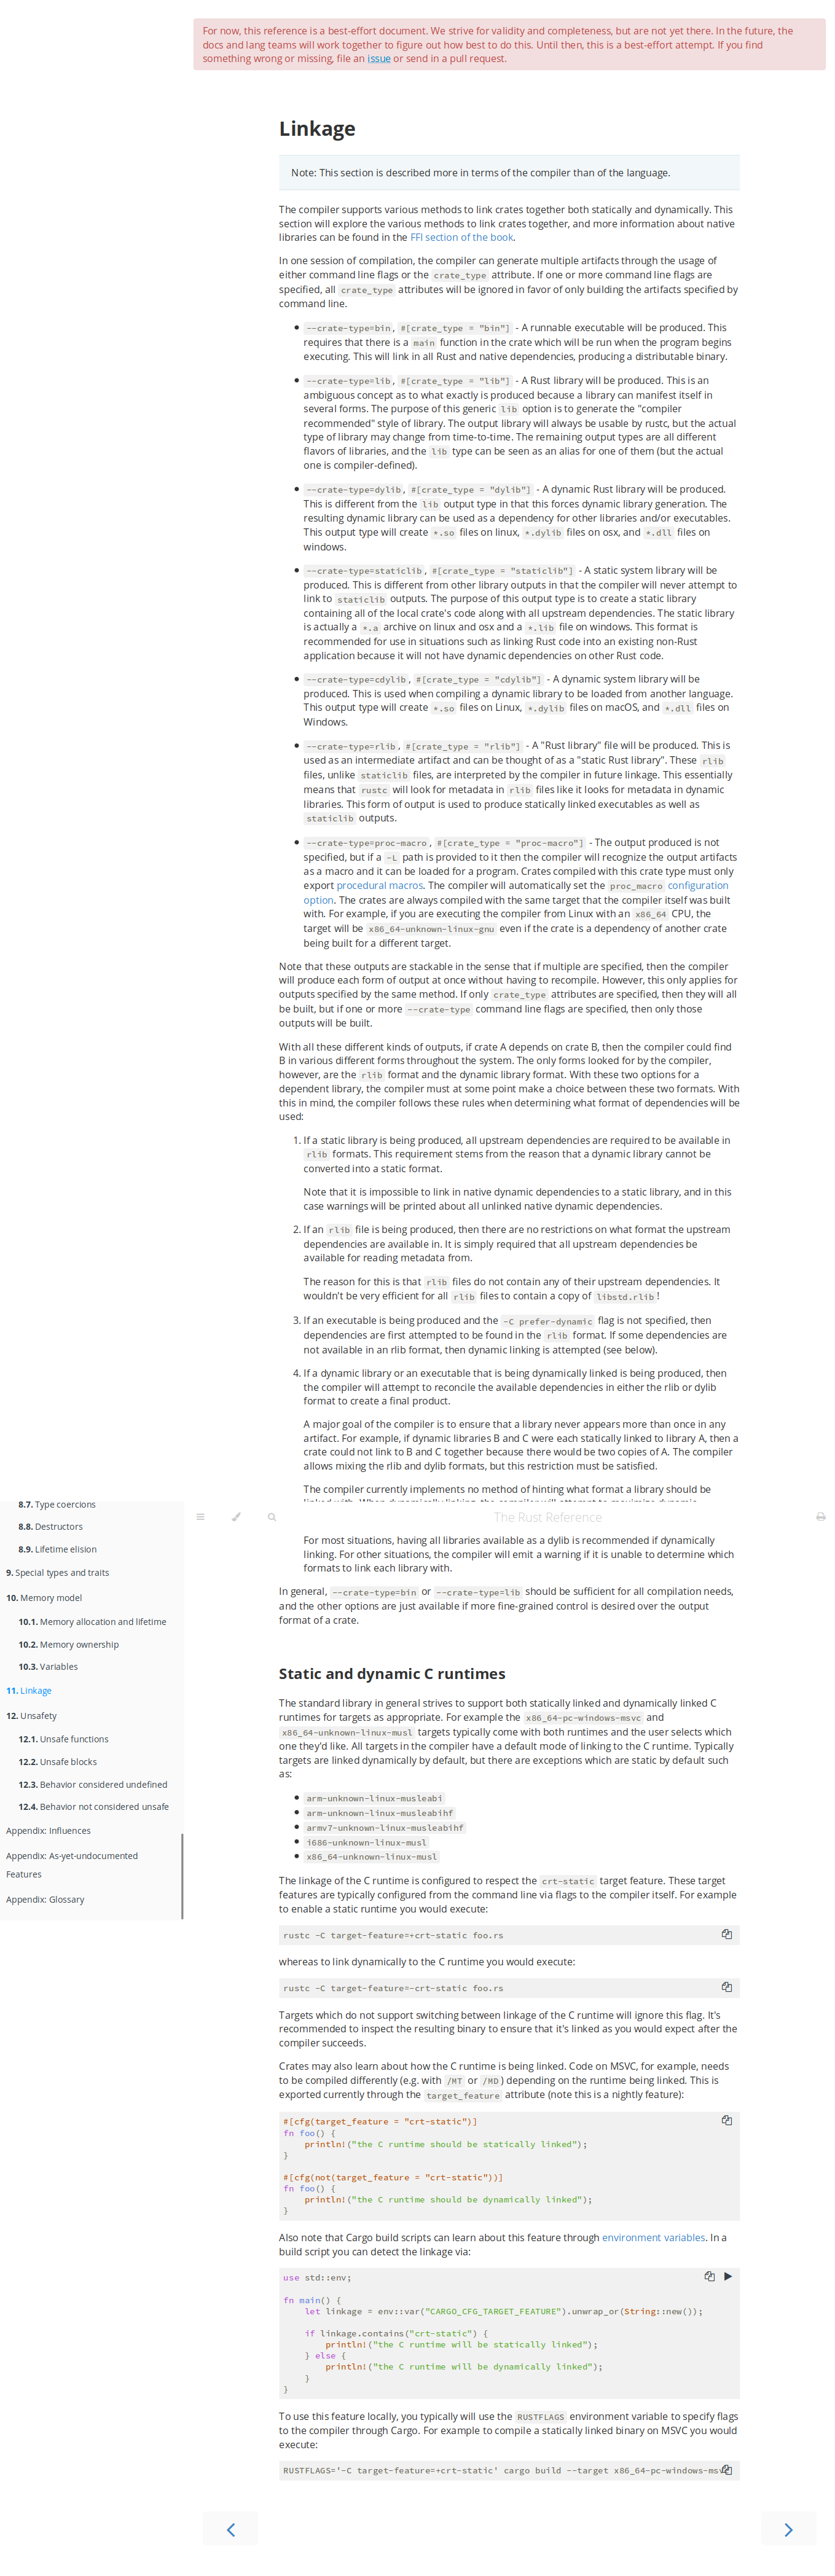 For now, this reference is a best-effort document. We strive for validity and completeness, but are not yet there. In the future, the
docs and lang teams will work together to figure out how best to do this. Until then, this is a best-effort attempt. If you find
something wrong or missing, file an issue or send in a pull request.
Linkage
Note: This section is described more in terms of the compiler than of the language.
The compiler supports various methods to link crates together both statically and dynamically. This
section will explore the various methods to link crates together, and more information about native
libraries can be found in the FFI section of the book.
In one session of compilation, the compiler can generate multiple artifacts through the usage of
either command line flags or the crate_type attribute. If one or more command line flags are
specified, all crate_type attributes will be ignored in favor of only building the artifacts specified by
command line.
• --crate-type=bin, #[crate_type = "bin"] - A runnable executable will be produced. This
requires that there is a main function in the crate which will be run when the program begins
executing. This will link in all Rust and native dependencies, producing a distributable binary.
• --crate-type=lib, #[crate_type = "lib"] - A Rust library will be produced. This is an
ambiguous concept as to what exactly is produced because a library can manifest itself in
several forms. The purpose of this generic lib option is to generate the "compiler
recommended" style of library. The output library will always be usable by rustc, but the actual
type of library may change from time-to-time. The remaining output types are all different
flavors of libraries, and the lib type can be seen as an alias for one of them (but the actual
one is compiler-defined).
• --crate-type=dylib, #[crate_type = "dylib"] - A dynamic Rust library will be produced.
This is different from the lib output type in that this forces dynamic library generation. The
resulting dynamic library can be used as a dependency for other libraries and/or executables.
This output type will create *.so files on linux, *.dylib files on osx, and *.dll files on
windows.
• --crate-type=staticlib, #[crate_type = "staticlib"] - A static system library will be
produced. This is different from other library outputs in that the compiler will never attempt to
link to staticlib outputs. The purpose of this output type is to create a static library
containing all of the local crate's code along with all upstream dependencies. The static library
is actually a *.a archive on linux and osx and a *.lib file on windows. This format is
recommended for use in situations such as linking Rust code into an existing non-Rust
application because it will not have dynamic dependencies on other Rust code.
• --crate-type=cdylib, #[crate_type = "cdylib"] - A dynamic system library will be
produced. This is used when compiling a dynamic library to be loaded from another language.
This output type will create *.so files on Linux, *.dylib files on macOS, and *.dll files on
Windows.
• --crate-type=rlib, #[crate_type = "rlib"] - A "Rust library" file will be produced. This is
used as an intermediate artifact and can be thought of as a "static Rust library". These rlib
files, unlike staticlib files, are interpreted by the compiler in future linkage. This essentially
means that rustc will look for metadata in rlib files like it looks for metadata in dynamic
libraries. This form of output is used to produce statically linked executables as well as
staticlib outputs.
• --crate-type=proc-macro, #[crate_type = "proc-macro"] - The output produced is not
specified, but if a -L path is provided to it then the compiler will recognize the output artifacts
as a macro and it can be loaded for a program. Crates compiled with this crate type must only
export procedural macros. The compiler will automatically set the proc_macro configuration
option. The crates are always compiled with the same target that the compiler itself was built
with. For example, if you are executing the compiler from Linux with an x86_64 CPU, the
target will be x86_64-unknown-linux-gnu even if the crate is a dependency of another crate
being built for a different target.
Note that these outputs are stackable in the sense that if multiple are specified, then the compiler
will produce each form of output at once without having to recompile. However, this only applies for
outputs specified by the same method. If only crate_type attributes are specified, then they will all
be built, but if one or more --crate-type command line flags are specified, then only those
outputs will be built.
With all these different kinds of outputs, if crate A depends on crate B, then the compiler could find
B in various different forms throughout the system. The only forms looked for by the compiler,
however, are the rlib format and the dynamic library format. With these two options for a
dependent library, the compiler must at some point make a choice between these two formats. With
this in mind, the compiler follows these rules when determining what format of dependencies will be
used:
1. If a static library is being produced, all upstream dependencies are required to be available in
rlib formats. This requirement stems from the reason that a dynamic library cannot be
converted into a static format.
Note that it is impossible to link in native dynamic dependencies to a static library, and in this
case warnings will be printed about all unlinked native dynamic dependencies.
2. If an rlib file is being produced, then there are no restrictions on what format the upstream
dependencies are available in. It is simply required that all upstream dependencies be
available for reading metadata from.
The reason for this is that rlib files do not contain any of their upstream dependencies. It
wouldn't be very efficient for all rlib files to contain a copy of libstd.rlib!
3. If an executable is being produced and the -C prefer-dynamic flag is not specified, then
dependencies are first attempted to be found in the rlib format. If some dependencies are
not available in an rlib format, then dynamic linking is attempted (see below).
4. If a dynamic library or an executable that is being dynamically linked is being produced, then
the compiler will attempt to reconcile the available dependencies in either the rlib or dylib
format to create a final product.
A major goal of the compiler is to ensure that a library never appears more than once in any
artifact. For example, if dynamic libraries B and C were each statically linked to library A, then a
crate could not link to B and C together because there would be two copies of A. The compiler
allows mixing the rlib and dylib formats, but this restriction must be satisfied.
The compiler currently implements no method of hinting what format a library should be
8.7. Type coercions
8.8. Destructors
8.9. Lifetime elision
9. Special types and traits
10. Memory model
10.1. Memory allocation and lifetime
10.2. Memory ownership
10.3. Variables
11. Linkage
12. Unsafety
12.1. Unsafe functions
12.2. Unsafe blocks
12.3. Behavior considered undefined
12.4. Behavior not considered unsafe
Appendix: Influences
Appendix: As-yet-undocumented
Features
Appendix: Glossary
The Rust Reference
For most situations, having all libraries available as a dylib is recommended if dynamically
linking. For other situations, the compiler will emit a warning if it is unable to determine which
formats to link each library with.
In general, --crate-type=bin or --crate-type=lib should be sufficient for all compilation needs,
and the other options are just available if more fine-grained control is desired over the output
format of a crate.
Static and dynamic C runtimes
The standard library in general strives to support both statically linked and dynamically linked C
runtimes for targets as appropriate. For example the x86_64-pc-windows-msvc and
x86_64-unknown-linux-musl targets typically come with both runtimes and the user selects which
one they'd like. All targets in the compiler have a default mode of linking to the C runtime. Typically
targets are linked dynamically by default, but there are exceptions which are static by default such
as:
• arm-unknown-linux-musleabi
• arm-unknown-linux-musleabihf
• armv7-unknown-linux-musleabihf
• i686-unknown-linux-musl
• x86_64-unknown-linux-musl
The linkage of the C runtime is configured to respect the crt-static target feature. These target
features are typically configured from the command line via flags to the compiler itself. For example
to enable a static runtime you would execute:
rustc -C target-feature=+crt-static foo.rs
whereas to link dynamically to the C runtime you would execute:
rustc -C target-feature=-crt-static foo.rs
Targets which do not support switching between linkage of the C runtime will ignore this flag. It's
recommended to inspect the resulting binary to ensure that it's linked as you would expect after the
compiler succeeds.
Crates may also learn about how the C runtime is being linked. Code on MSVC, for example, needs
to be compiled differently (e.g. with /MT or /MD) depending on the runtime being linked. This is
exported currently through the target_feature attribute (note this is a nightly feature):
#[cfg(target_feature = "crt-static")]
fn foo() {
    println!("the C runtime should be statically linked");
}
#[cfg(not(target_feature = "crt-static"))]
fn foo() {
    println!("the C runtime should be dynamically linked");
}
Also note that Cargo build scripts can learn about this feature through environment variables. In a
build script you can detect the linkage via:
use std::env;
fn main() {
    let linkage = env::var("CARGO_CFG_TARGET_FEATURE").unwrap_or(String::new());
    if linkage.contains("crt-static") {
        println!("the C runtime will be statically linked");
    } else {
        println!("the C runtime will be dynamically linked");
    }
}
To use this feature locally, you typically will use the RUSTFLAGS environment variable to specify flags
to the compiler through Cargo. For example to compile a statically linked binary on MSVC you would
execute:
RUSTFLAGS='-C target-feature=+crt-static' cargo build --target x86_64-pc-windows-msv